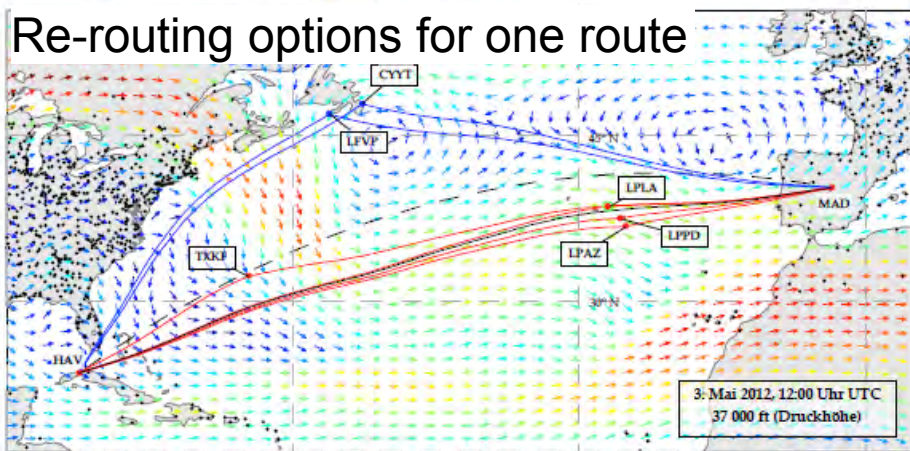 Re-routing options for one route
CYYT
LFVP
45° N
LPLA
MAD
LPPD
TXKF
LPAZ
30° N
HAV
3. Mai 2012, 12:00 Uhr UTC
37 000 ft (Druckhöhe)